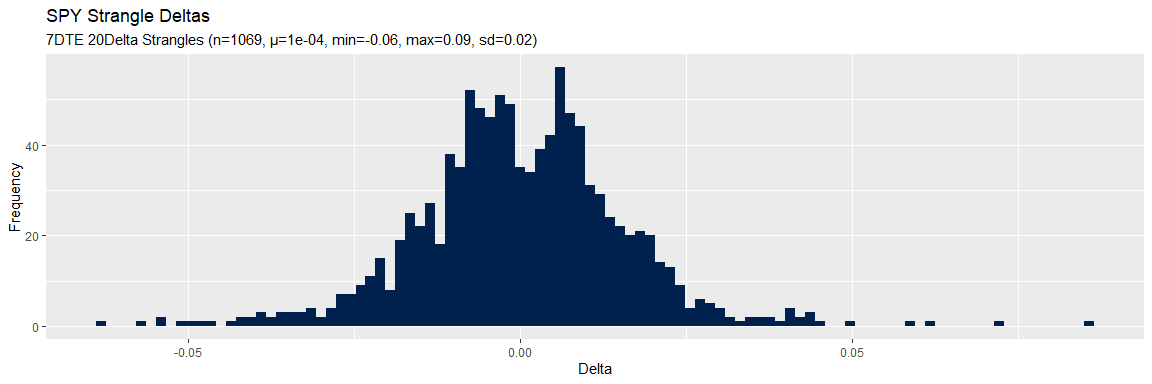 SPY Strangle Deltas
7DTE 20Delta Strangles (n=1069, µ=1e-04, min=-0.06, max=0.09, sd=0.02)
Frequency
40
20
0
-0.05 0.00 0.05
Delta